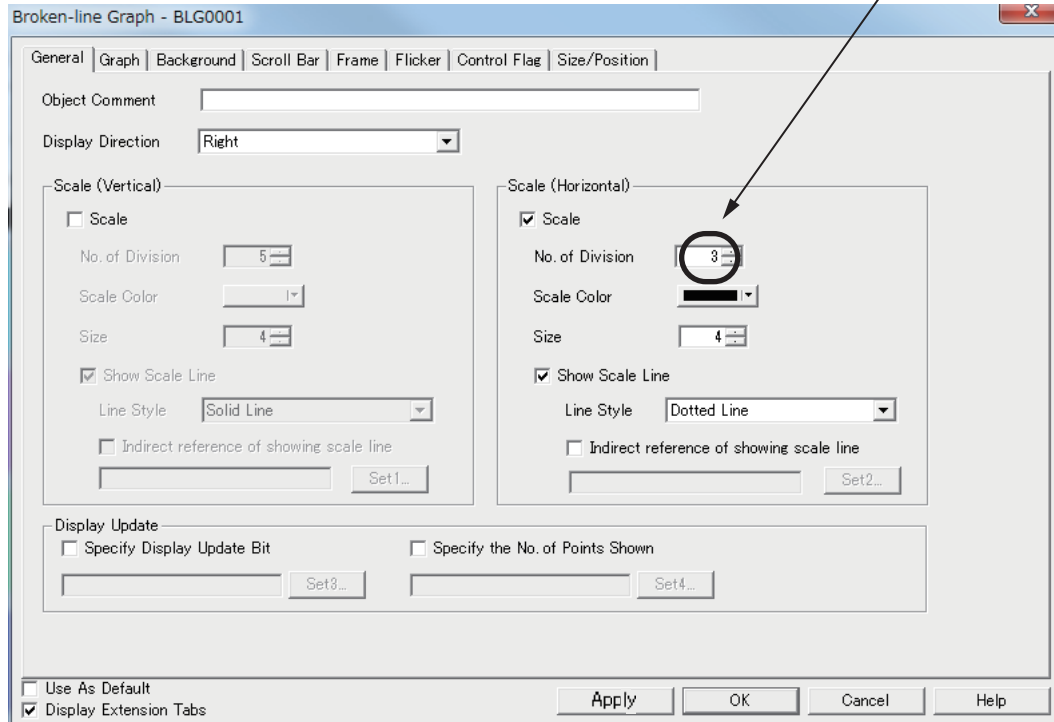 Broken-line Graph - BLG0001
General Graph Background Scroll Bar Frame Flicker Control Flag Size/Position
Object Comment
Display Direction Right
Scale (Vertical)
Scale
No. of Division 5
Scale Color
Size 4
Show Scale Line
Line Style Solid Line
Indirect reference of showing scale line
Set1...
Scale (Horizontal)
Scale
No. of Division 3
Scale Color
Size 4
Show Scale Line
Line Style Dotted Line
Indirect reference of showing scale line
Set2...
Display Update
Specify Display Update Bit Specify the No. of Points Shown
Set3... Set4...
Use As Default
Display Extension Tabs
Apply OK Cancel Help